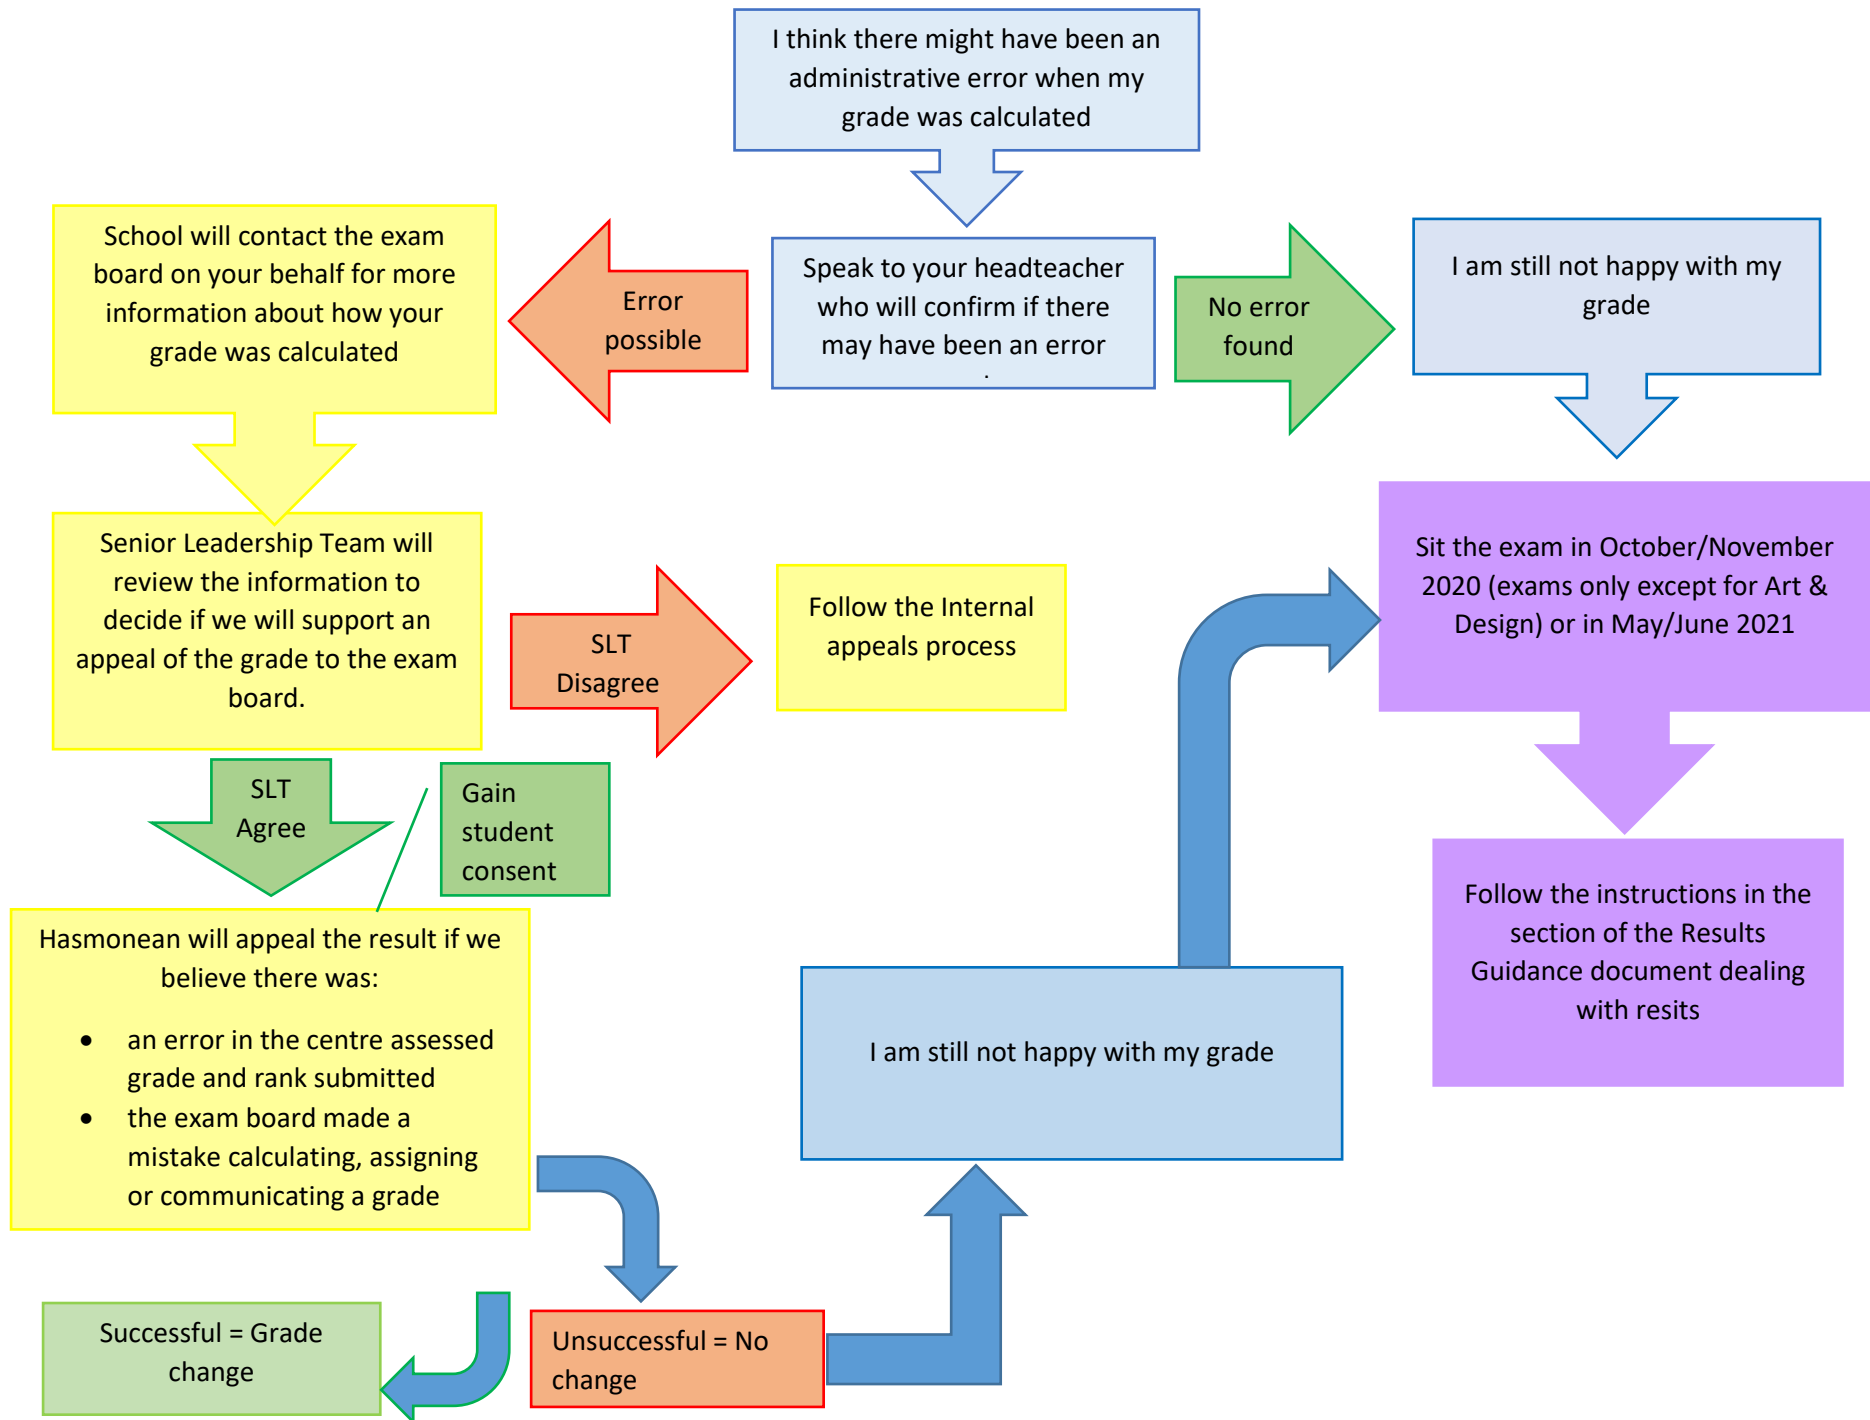 I think there might have been an
administrative error when my
grade was calculated
School will contact the exam
board on your behalf for more
information about how your
grade was calculated
Error
possible
Speak to your headteacher
who will confirm if there
may have been an error
.
No error
found
I am still not happy with my
grade
Senior Leadership Team will
review the information to
decide if we will support an
appeal of the grade to the exam
board.
SLT
Disagree
Follow the Internal
appeals process
Sit the exam in October/November
2020 (exams only except for Art &
Design) or in May/June 2021
SLT
Agree
Gain
student
consent
Follow the instructions in the
section of the Results
Guidance document dealing
with resits
Hasmonean will appeal the result if we
believe there was:
• an error in the centre assessed
grade and rank submitted
• the exam board made a
mistake calculating, assigning
or communicating a grade
I am still not happy with my grade
Successful = Grade
change
Unsuccessful = No
change